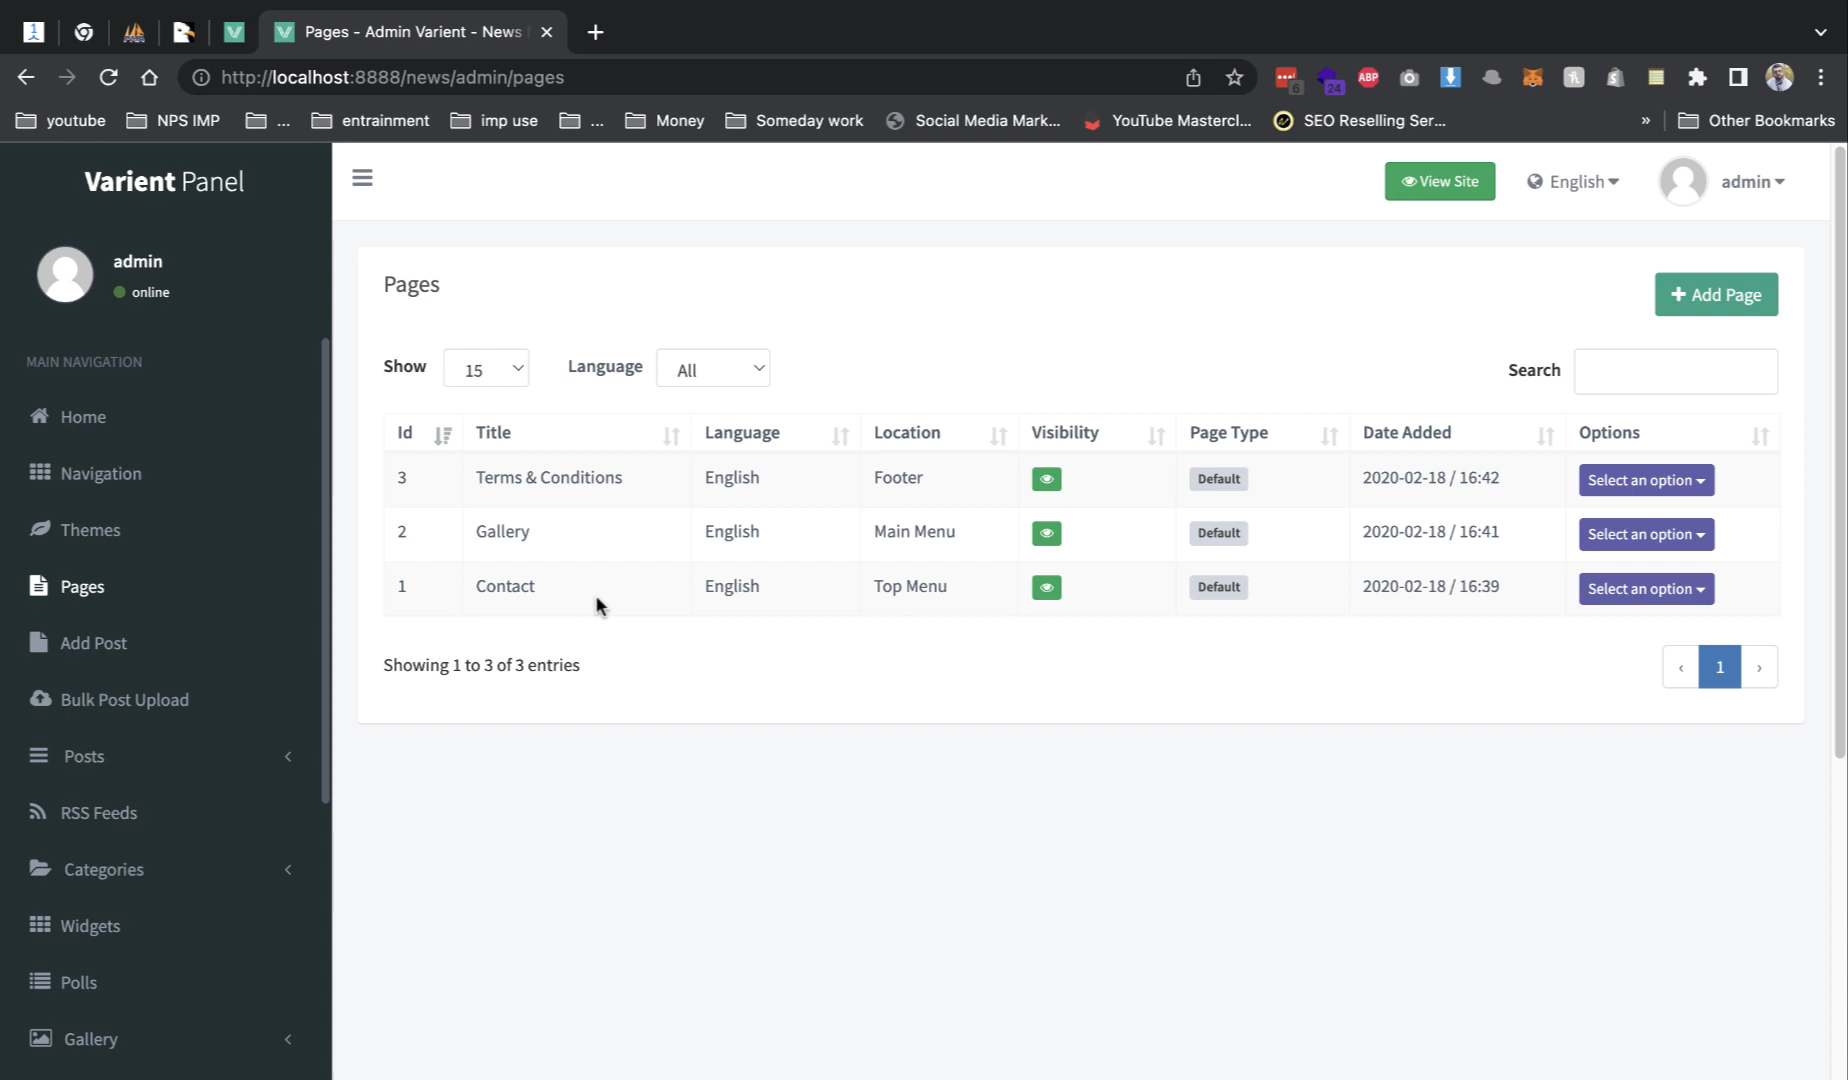 Pages - Admin Varient - News
http://localhost:8888/news/admin/pages
6
24
ABP
youtube
NPS IMP
...
entrainment
imp use
...
Money
Someday work
Social Media Mark...
YouTube Mastercl...
SEO Reselling Ser...
»
Other Bookmarks
Varient Panel
View Site
English
admin
admin
online
MAIN NAVIGATION
Home
Navigation
Themes
Pages
Add Post
Bulk Post Upload
Posts
RSS Feeds
Categories
Widgets
Polls
Gallery
Pages
+ Add Page
Show 15 Language All Search
Id Title Language Location Visibility Page Type Date Added Options
3 Terms & Conditions English Footer Default 2020-02-18 / 16:42 Select an option
2 Gallery English Main Menu Default 2020-02-18 / 16:41 Select an option
1 Contact English Top Menu Default 2020-02-18 / 16:39 Select an option
Showing 1 to 3 of 3 entries
‹ 1 ›